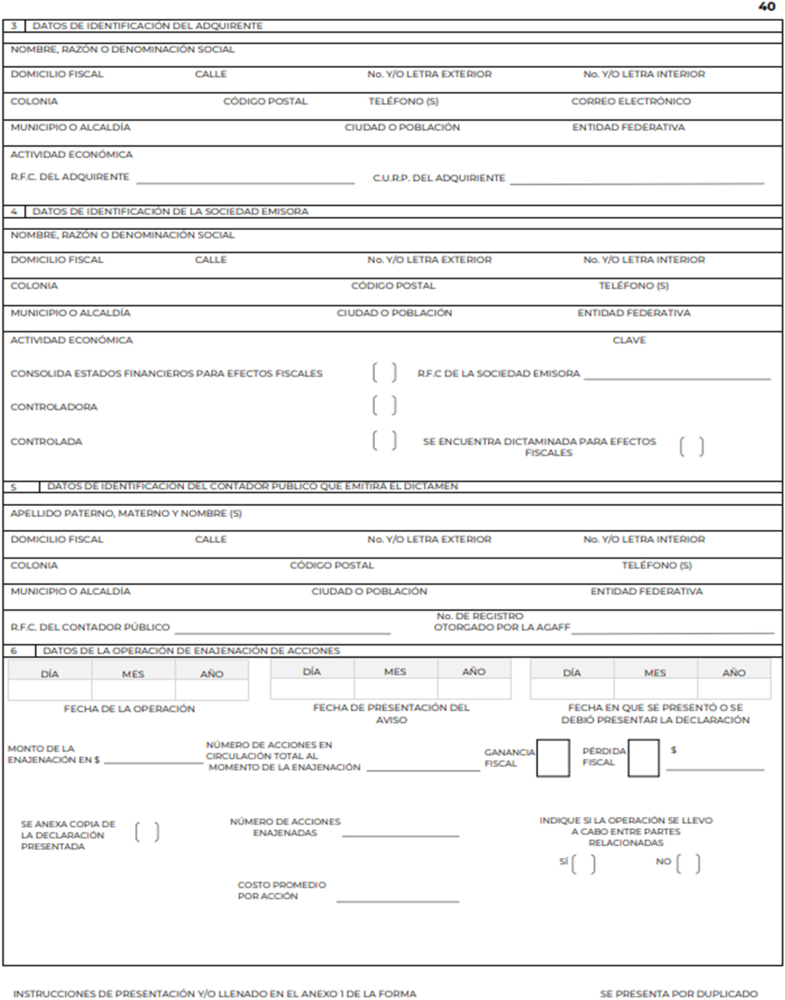 40
3 DATOS DE IDENTIFICACIÓN DEL ADQUIRENTE
NOMBRE, RAZÓN O DENOMINACIÓN SOCIAL
DOMICILIO FISCAL CALLE No. Y/O LETRA EXTERIOR No. Y/O LETRA INTERIOR
COLONIA CÓDIGO POSTAL TELÉFONO (S) CORREO ELECTRÓNICO
MUNICIPIO O ALCALDÍA CIUDAD O POBLACIÓN ENTIDAD FEDERATIVA
ACTIVIDAD ECONÓMICA
R.F.C. DEL ADQUIRENTE C.U.R.P. DEL ADQUIRIENTE
4 DATOS DE IDENTIFICACIÓN DE LA SOCIEDAD EMISORA
NOMBRE, RAZÓN O DENOMINACIÓN SOCIAL
DOMICILIO FISCAL CALLE No. Y/O LETRA EXTERIOR No. Y/O LETRA INTERIOR
COLONIA CÓDIGO POSTAL TELÉFONO (S)
MUNICIPIO O ALCALDÍA CIUDAD O POBLACIÓN ENTIDAD FEDERATIVA
ACTIVIDAD ECONÓMICA CLAVE
CONSOLIDA ESTADOS FINANCIEROS PARA EFECTOS FISCALES ( ) R.F.C DE LA SOCIEDAD EMISORA
CONTROLADORA ( )
CONTROLADA ( ) SE ENCUENTRA DICTAMINADA PARA EFECTOS
FISCALES ( )
5 DATOS DE IDENTIFICACIÓN DEL CONTADOR PÚBLICO QUE EMITIRÁ EL DICTAMEN
APELLIDO PATERNO, MATERNO Y NOMBRE (S)
DOMICILIO FISCAL CALLE No. Y/O LETRA EXTERIOR No. Y/O LETRA INTERIOR
COLONIA CÓDIGO POSTAL TELÉFONO (S)
MUNICIPIO O ALCALDÍA CIUDAD O POBLACIÓN ENTIDAD FEDERATIVA
R.F.C. DEL CONTADOR PÚBLICO
No. DE REGISTRO
OTORGADO POR LA AGAFF
6 DATOS DE LA OPERACIÓN DE ENAJENACIÓN DE ACCIONES
DÍA MES AÑO
FECHA DE LA OPERACIÓN
DÍA MES AÑO
FECHA DE PRESENTACIÓN DEL
AVISO
DÍA MES AÑO
FECHA EN QUE SE PRESENTÓ O SE
DEBIÓ PRESENTAR LA DECLARACIÓN
MONTO DE LA
ENAJENACIÓN EN $
NÚMERO DE ACCIONES EN
CIRCULACIÓN TOTAL AL
MOMENTO DE LA ENAJENACIÓN
GANANCIA
FISCAL
PÉRDIDA
FISCAL
$
SE ANEXA COPIA DE
LA DECLARACIÓN
PRESENTADA
( )
NÚMERO DE ACCIONES
ENAJENADAS
INDIQUE SI LA OPERACIÓN SE LLEVO
A CABO ENTRE PARTES
RELACIONADAS
SÍ ( ) NO ( )
COSTO PROMEDIO
POR ACCIÓN
INSTRUCCIONES DE PRESENTACIÓN Y/O LLENADO EN EL ANEXO 1 DE LA FORMA SE PRESENTA POR DUPLICADO